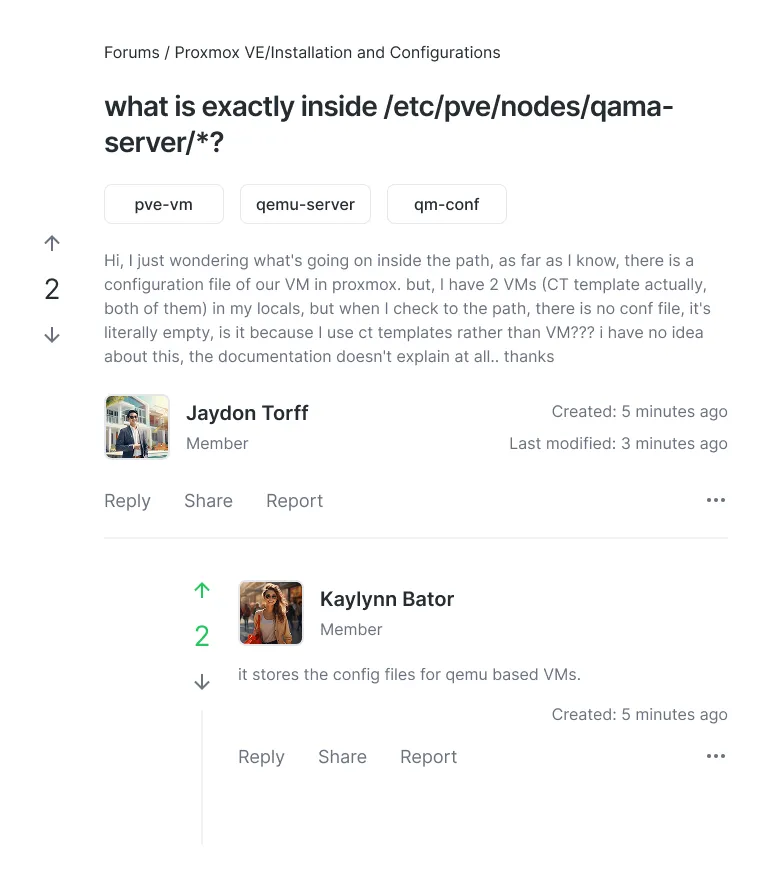 Forums / Proxmox VE/Installation and Configurations
what is exactly inside /etc/pve/nodes/qama-
server/*?
pve-vm
qemu-server
qm-conf
2
Hi, I just wondering what's going on inside the path, as far as I know, there is a
configuration file of our VM in proxmox. but, I have 2 VMs (CT template actually,
both of them) in my locals, but when I check to the path, there is no conf file, it's
literally empty, is it because I use ct templates rather than VM??? i have no idea
about this, the documentation doesn't explain at all.. thanks
Jaydon Torff
Member
Created: 5 minutes ago
Last modified: 3 minutes ago
Reply
Share
Report
2
Kaylynn Bator
Member
it stores the config files for qemu based VMs.
Created: 5 minutes ago
Reply
Share
Report